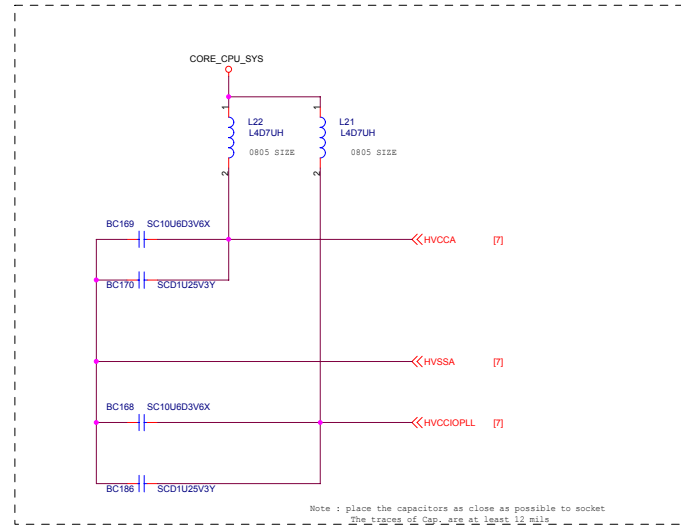 CORE_CPU_SYS
1
1
L22
L21
L4D7UH
L4D7UH
0805 SIZE
0805 SIZE
2
2
BC169
SC10U6D3V6X
HVCCA
[7]
BC170
SCD1U25V3Y
HVSSA
[7]
BC168
SC10U6D3V6X
HVCCIOPLL
[7]
BC186
SCD1U25V3Y
Note : place the capacitors as close as possible to socket
The traces of Cap. are at least 12 mils